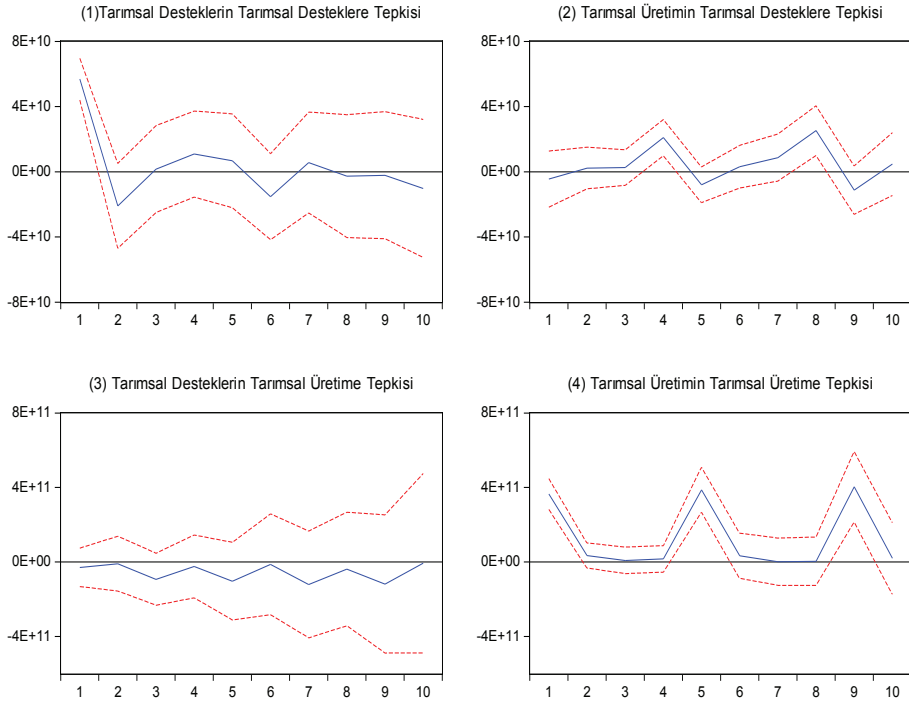 (1)Tarımsal Desteklerin Tarımsal Desteklere Tepkisi
8E+10
4E+10
0E+00
-4E+10
-8E+10
1 2 3 4 5 6 7 8 9 10
(2) Tarımsal Üretimin Tarımsal Desteklere Tepkisi
8E+10
4E+10
0E+00
-4E+10
-8E+10
1 2 3 4 5 6 7 8 9 10
(3) Tarımsal Desteklerin Tarımsal Üretime Tepkisi
8E+11
4E+11
0E+00
-4E+11
1 2 3 4 5 6 7 8 9 10
(4) Tarımsal Üretimin Tarımsal Üretime Tepkisi
8E+11
4E+11
0E+00
-4E+11
1 2 3 4 5 6 7 8 9 10